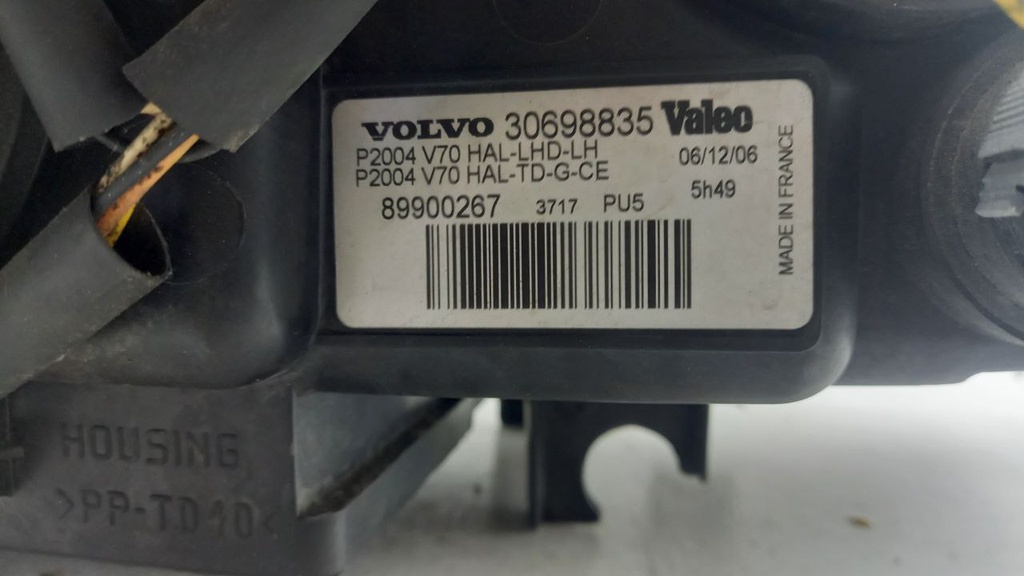 VOLVO 30698835 Valeo
P2004 V70 HAL-LHD-LH 06/12/06
P2004 V70 HAL-TD-G-CE 5h49
89900267 3717 PU5
MADE IN FRANCE
HOUSING
>PP-TD40<